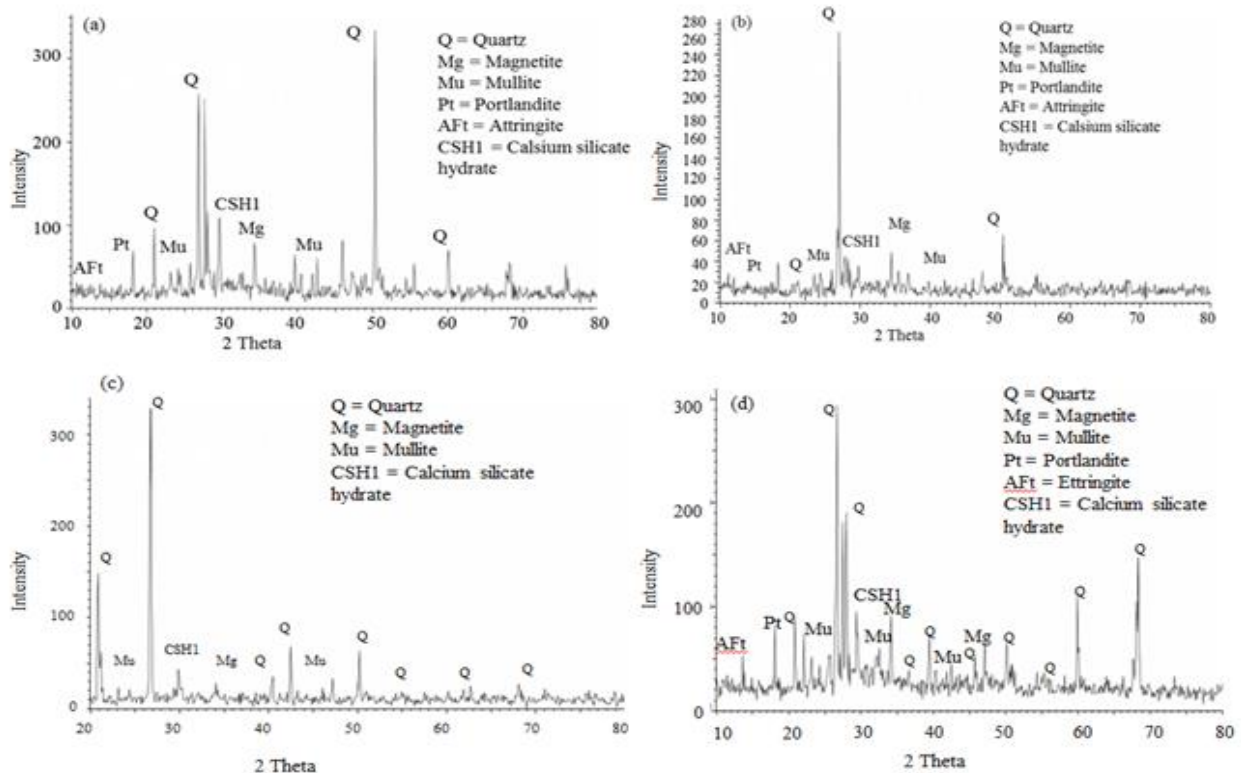 (a)
Q = Quartz
Mg = Magnetite
Mu = Mullite
Pt = Portlandite
AFt = Attringite
CSH1 = Calsium silicate
hydrate
300
200
100
0
Intensity
AFt
Pt
Q
Mu
Q
CSH1
Mg
Mu
Q
Q
10 20 30 40 50 60 70 80
2 Theta
(b)
Q = Quartz
Mg = Magnetite
Mu = Mullite
Pt = Portlandite
AFt = Attringite
CSH1 = Calsium silicate
hydrate
280
260
240
220
200
180
160
140
120
100
80
60
40
20
0
Intensity
AFt
Pt
Q
Mu
Q
CSH1
Mg
Mu
Q
10 20 30 40 50 60 70 80
2 Theta
(c)
Q = Quartz
Mg = Magnetite
Mu = Mullite
CSH1 = Calcium silicate
hydrate
300
200
100
0
Intensity
Q
Mu
Q
CSH1
Mg
Q
Q
Mu
Q
Q
Q
Q
20 30 40 50 60 70 80
2 Theta
(d)
Q = Quartz
Mg = Magnetite
Mu = Mullite
Pt = Portlandite
AFt = Ettringite
CSH1 = Calcium silicate
hydrate
300
200
100
0
Intensity
AFt
Pt
Q
Mu
Q
Q
CSH1
Mu
Mg
Q
Q
Mu
Q
Mg
Q
Q
Q
Q
10 20 30 40 50 60 70 80
2 Theta